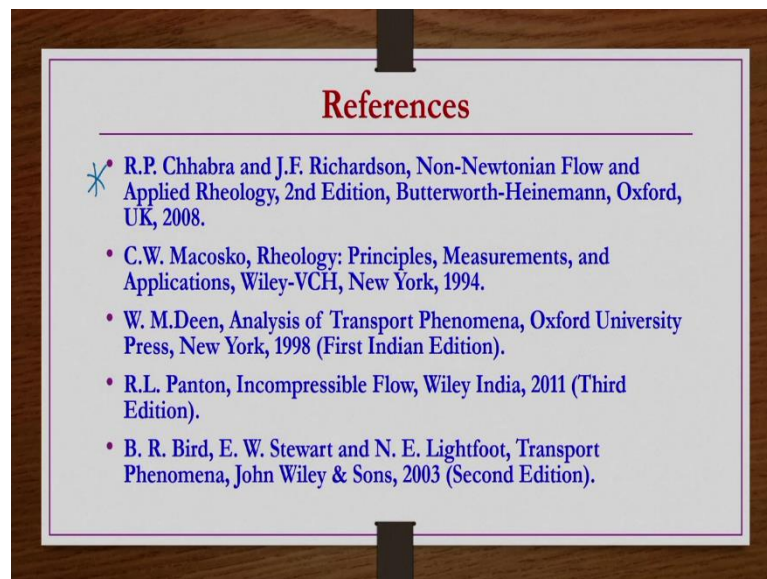 References
• R.P. Chhabra and J.F. Richardson, Non-Newtonian Flow and
Applied Rheology, 2nd Edition, Butterworth-Heinemann, Oxford,
UK, 2008.
• C.W. Macosko, Rheology: Principles, Measurements, and
Applications, Wiley-VCH, New York, 1994.
• W. M.Deen, Analysis of Transport Phenomena, Oxford University
Press, New York, 1998 (First Indian Edition).
• R.L. Panton, Incompressible Flow, Wiley India, 2011 (Third
Edition).
• B. R. Bird, E. W. Stewart and N. E. Lightfoot, Transport
Phenomena, John Wiley & Sons, 2003 (Second Edition).